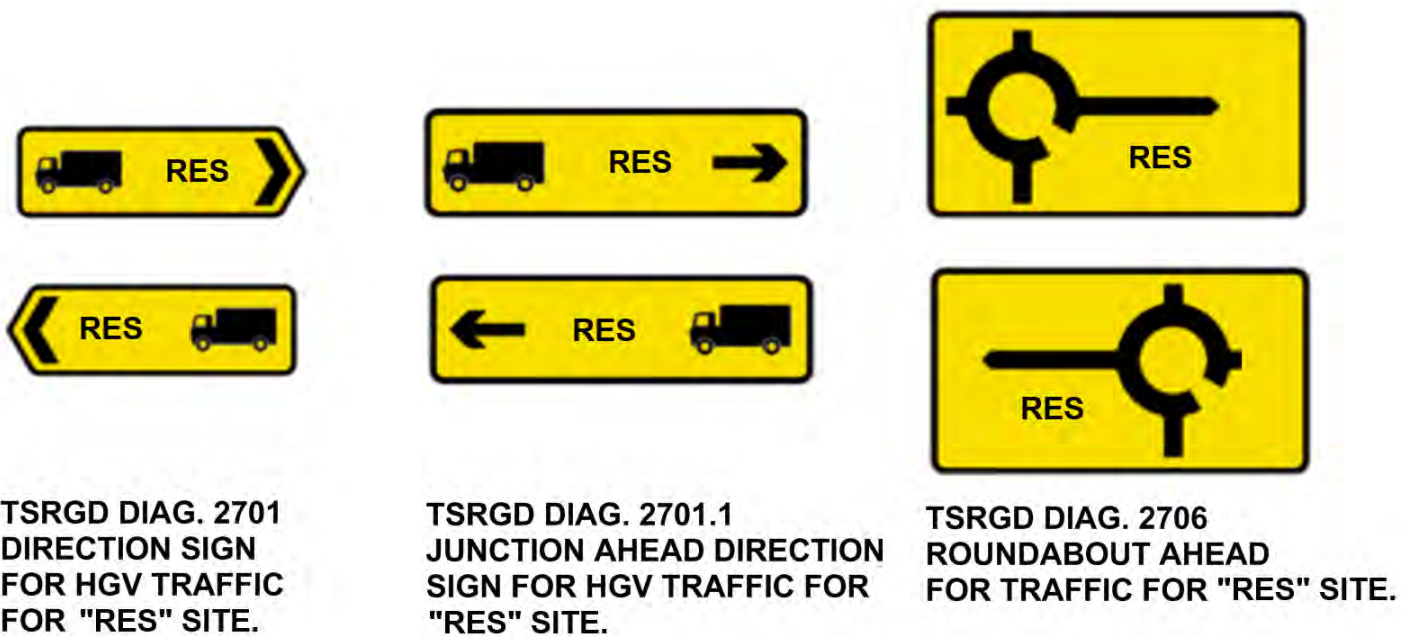 RES
RES
RES
RES
RES
RES
TSRGD DIAG. 2701
DIRECTION SIGN
FOR HGV TRAFFIC
FOR "RES" SITE.
TSRGD DIAG. 2701.1
JUNCTION AHEAD DIRECTION
SIGN FOR HGV TRAFFIC FOR
"RES" SITE.
TSRGD DIAG. 2706
ROUNDABOUT AHEAD
FOR TRAFFIC FOR "RES" SITE.